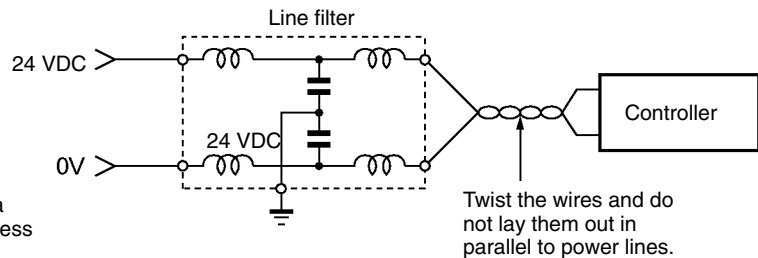 Line filter
24 VDC
24 VDC
0V
Controller
Twist the wires and do
not lay them out in
parallel to power lines.
a
ess